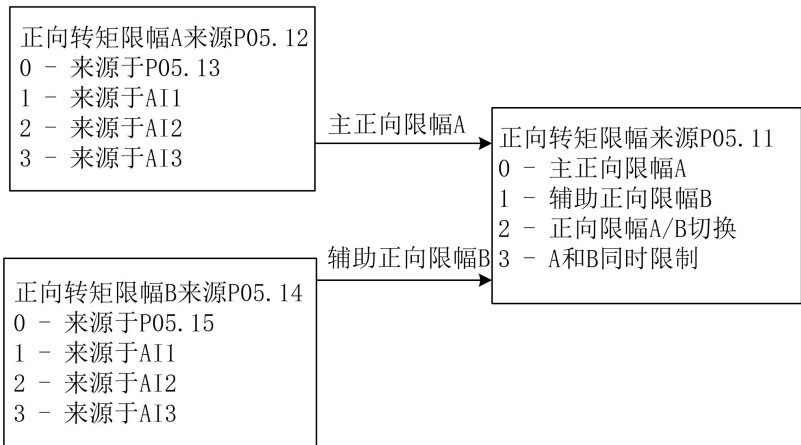 正向转矩限幅A来源P05.12
0 - 来源于P05.13
1 - 来源于AI1
2 - 来源于AI2
3 - 来源于AI3
主正向限幅A
正向转矩限幅来源P05.11
0 - 主正向限幅A
1 - 辅助正向限幅B
2 - 正向限幅A/B切换
3 - A和B同时限制
辅助正向限幅B
正向转矩限幅B来源P05.14
0 - 来源于P05.15
1 - 来源于AI1
2 - 来源于AI2
3 - 来源于AI3